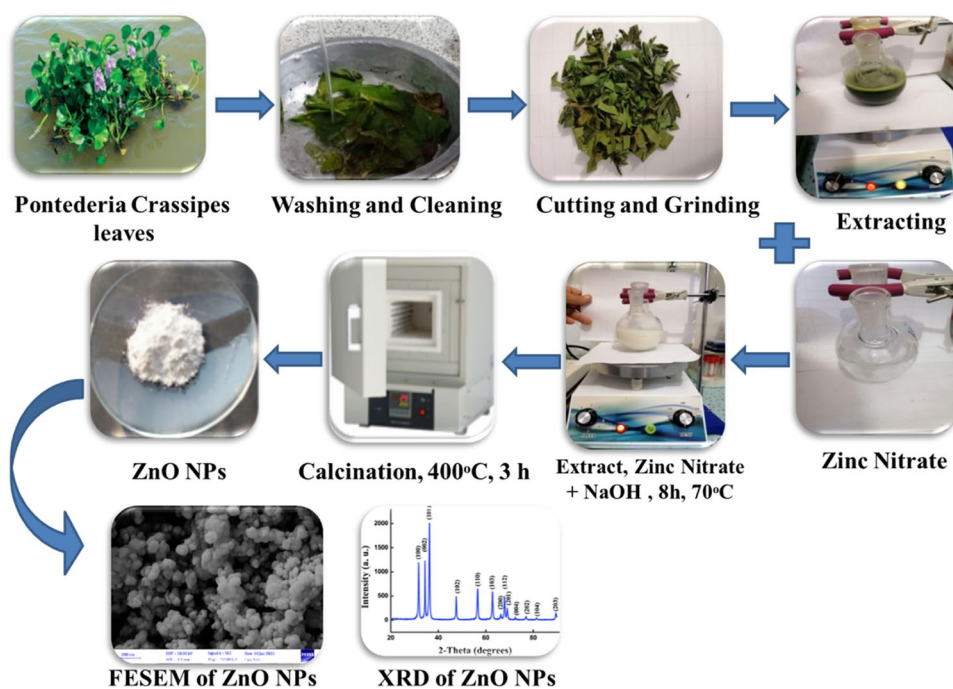 Pontederia Crassipes
leaves
Washing and Cleaning
Cutting and Grinding
Extracting
ZnO NPs
Calcination, 400°C, 3 h
Extract, Zinc Nitrate
+ NaOH , 8h, 70°C
Zinc Nitrate
Intensity (a. u.)
2000
1500
1000
500
0
(100)
(002)
(101)
(102)
(110)
(103)
(200)
(112)
(201)
(004)
(202)
(104)
(203)
20
40
60
80
2-Theta (degrees)
FESEM of ZnO NPs
XRD of ZnO NPs